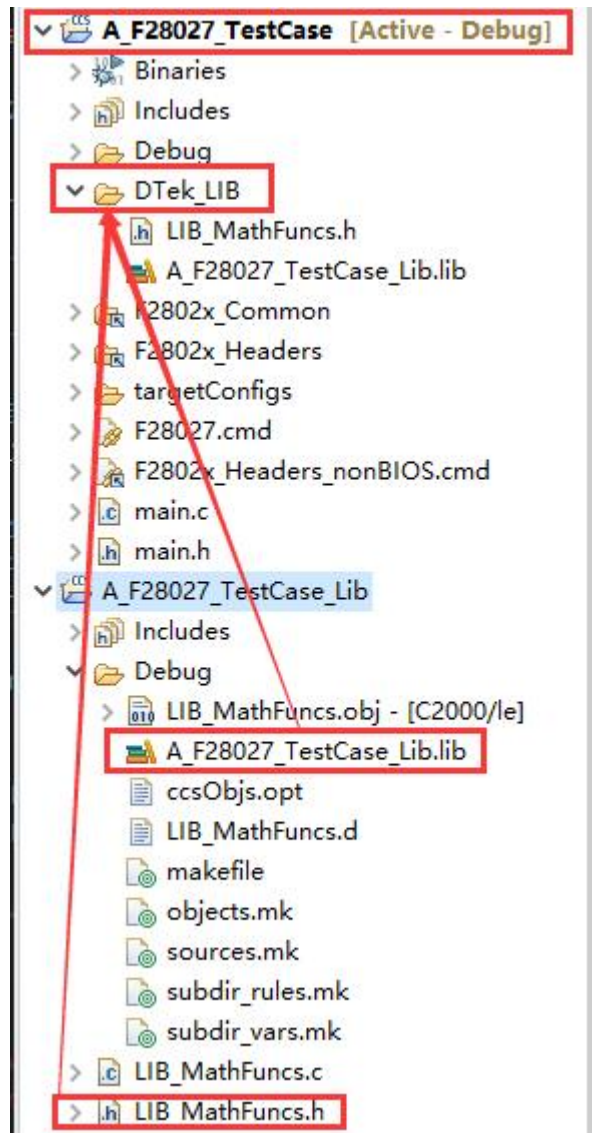 A_F28027_TestCase [Active - Debug]
Binaries
Includes
Debug
DTek_LIB
LIB_MathFuncs.h
A_F28027_TestCase_Lib.lib
F2802x_Common
F2802x_Headers
targetConfigs
F28027.cmd
F2802x_Headers_nonBIOS.cmd
main.c
main.h
A_F28027_TestCase_Lib
Includes
Debug
LIB_MathFuncs.obj - [C2000/le]
A_F28027_TestCase_Lib.lib
ccsObjs.opt
LIB_MathFuncs.d
makefile
objects.mk
sources.mk
subdir_rules.mk
subdir_vars.mk
LIB_MathFuncs.c
LIB_MathFuncs.h